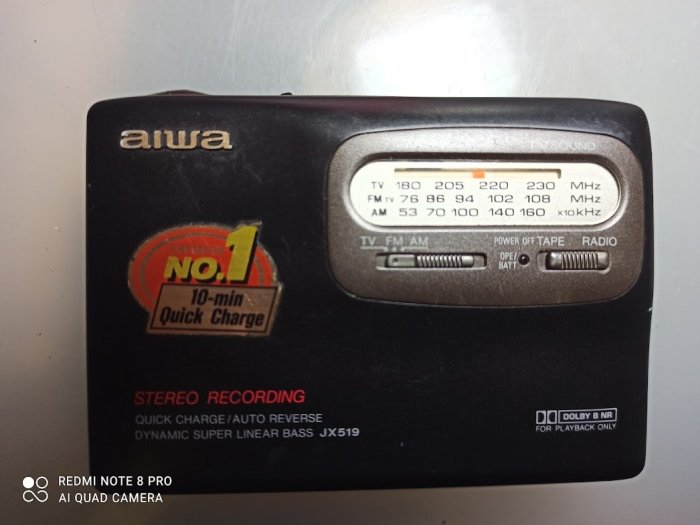 aiwa
TV SOUND
TV 180 205 220 230 MHz
FM TV 76 86 94 102 108 MHz
AM 53 70 100 140 160 x10kHz
TV FM AM
POWER OFF TAPE RADIO
OPE/
BATT
NO.1
10-min
Quick Charge
STEREO RECORDING
QUICK CHARGE/AUTO REVERSE
DYNAMIC SUPER LINEAR BASS JX519
DOLBY B NR
FOR PLAYBACK ONLY
REDMI NOTE 8 PRO
AI QUAD CAMERA